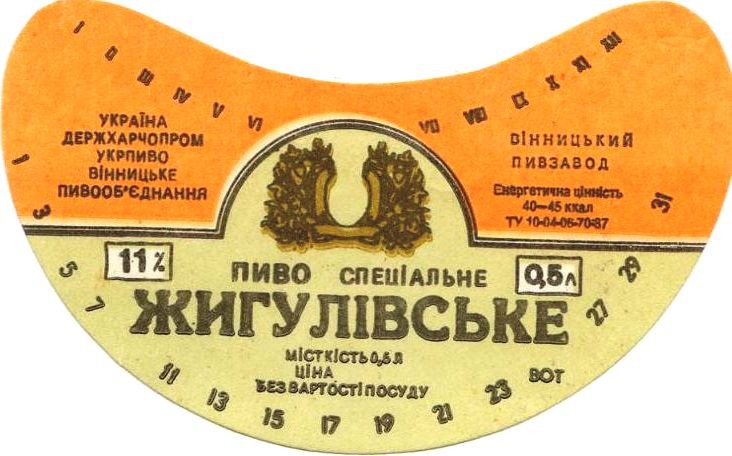 I II III IV V VI VII VIII IX X XI XII
УКРАЇНА
ДЕРЖХАРЧОПРОМ
УКРПИВО
ВІННИЦЬКЕ
ПИВООБ'ЄДНАННЯ
ВІННИЦЬКИЙ
ПИВЗАВОД
Енергетична цінність
40–45 ккал
ТУ 10-04-06-70-87
11%
ПИВО СПЕЦІАЛЬНЕ
0,5л
ЖИГУЛІВСЬКЕ
МІСТКІСТЬ 0,5 Л
ЦІНА
БЕЗ ВАРТОСТІ ПОСУДУ
1 3 5 7 11 13 15 17 19 21 23 ВОТ 27 29 31